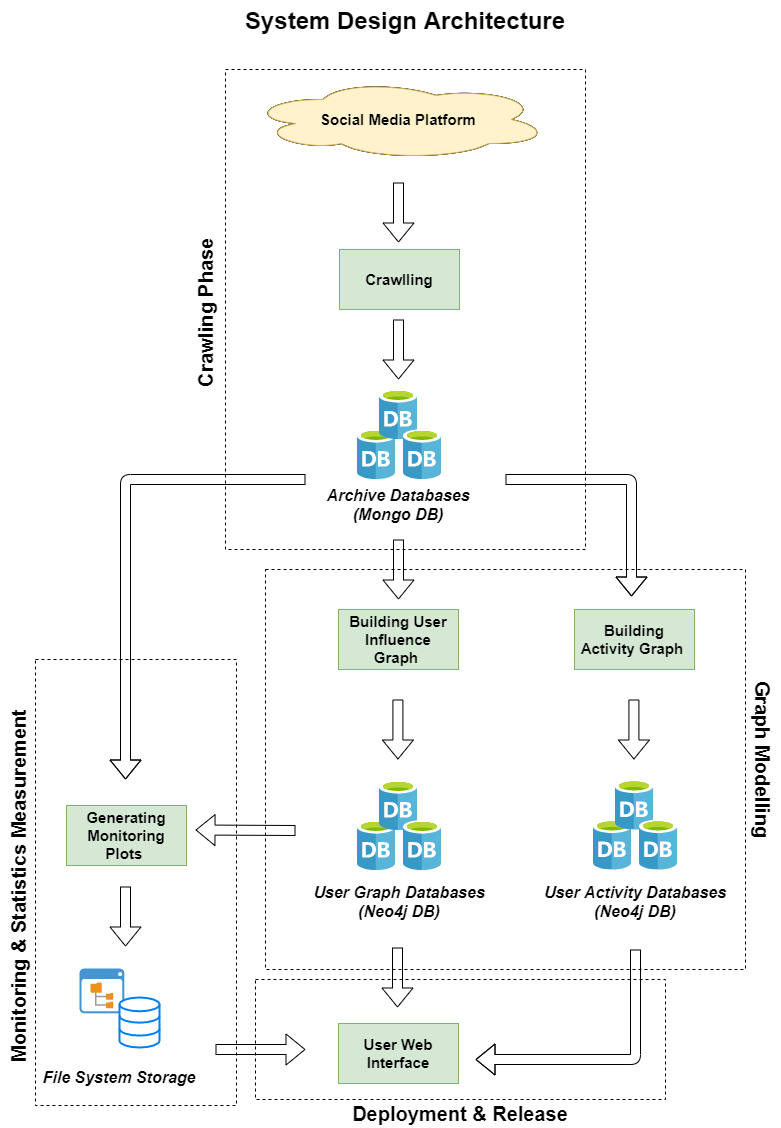 System Design Architecture
Social Media Platform
Crawling Phase
Crawlling
DB
DB
DB
Archive Databases
(Mongo DB)
Building User
Influence
Graph
Building
Activity Graph
Graph Modelling
Monitoring & Statistics Measurement
Generating
Monitoring
Plots
DB
DB
DB
User Graph Databases
(Neo4j DB)
DB
DB
DB
User Activity Databases
(Neo4j DB)
File System Storage
User Web
Interface
Deployment & Release